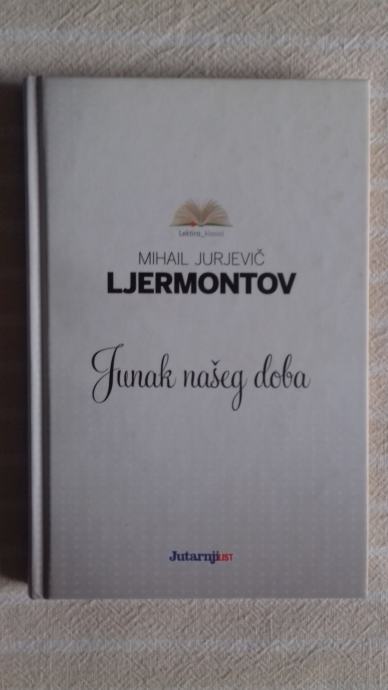 Lektira_klasici
MIHAIL JURJEVIČ
LJERMONTOV
Junak našeg doba
Jutarnji LIST